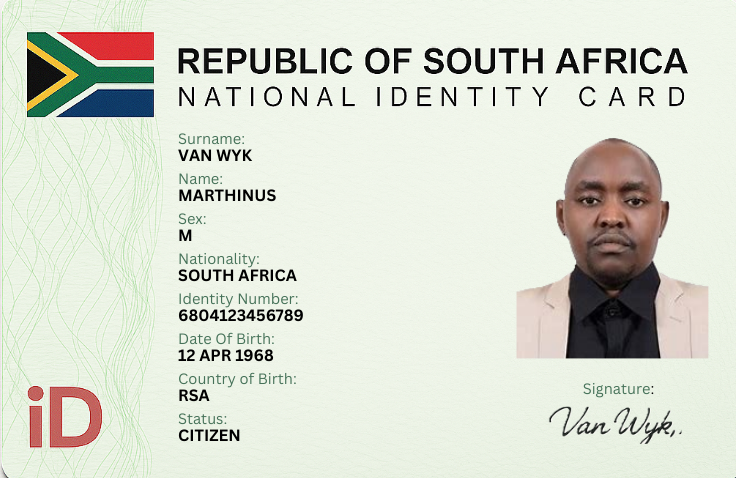 REPUBLIC OF SOUTH AFRICA
NATIONAL IDENTITY CARD
Surname:
VAN WYK
Name:
MARTHINUS
Sex:
M
Nationality:
SOUTH AFRICA
Identity Number:
6804123456789
Date Of Birth:
12 APR 1968
Country of Birth:
RSA
Status:
CITIZEN
iD
Signature:
Van Wyk,.